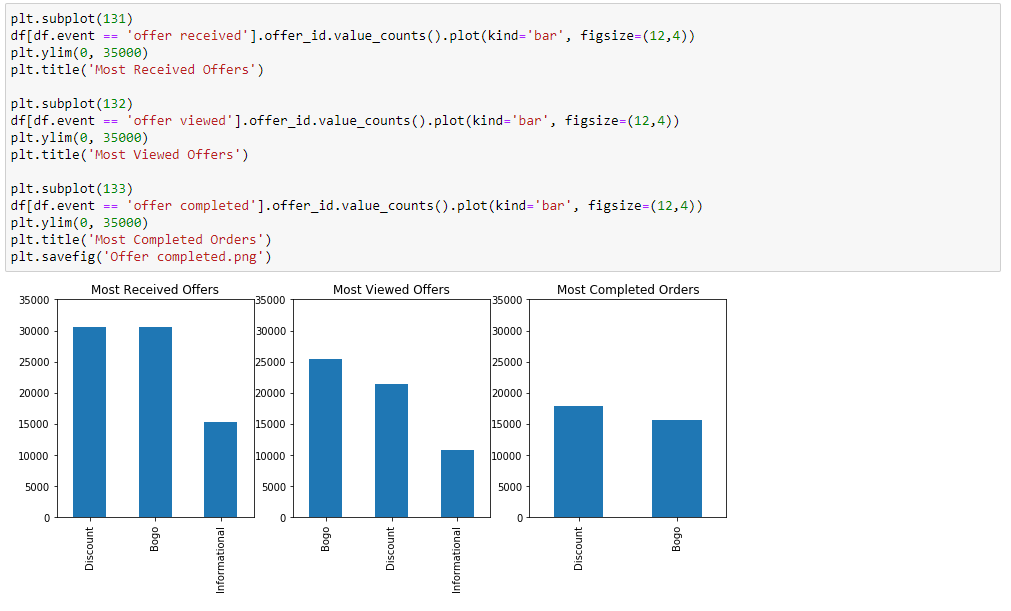 plt.subplot(131)
df[df.event == 'offer received'].offer_id.value_counts().plot(kind='bar', figsize=(12,4))
plt.ylim(0, 35000)
plt.title('Most Received Offers')
plt.subplot(132)
df[df.event == 'offer viewed'].offer_id.value_counts().plot(kind='bar', figsize=(12,4))
plt.ylim(0, 35000)
plt.title('Most Viewed Offers')
plt.subplot(133)
df[df.event == 'offer completed'].offer_id.value_counts().plot(kind='bar', figsize=(12,4))
plt.ylim(0, 35000)
plt.title('Most Completed Orders')
plt.savefig('Offer completed.png')
Most Received Offers
35000
30000
25000
20000
15000
10000
5000
0
Discount
Bogo
Informational
Most Viewed Offers
35000
30000
25000
20000
15000
10000
5000
0
Bogo
Discount
Informational
Most Completed Orders
35000
30000
25000
20000
15000
10000
5000
0
Discount
Bogo